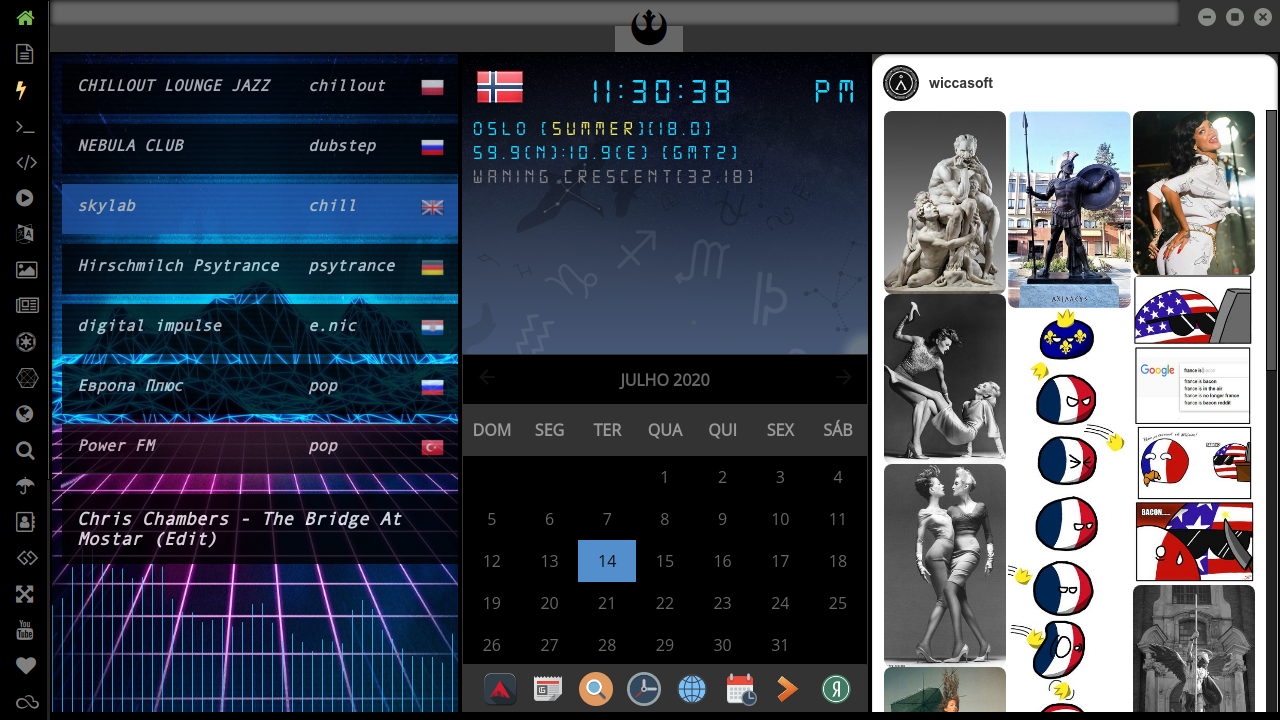 CHILLOUT LOUNGE JAZZ chillout
NEBULA CLUB dubstep
skylab chill
Hirschmilch Psytrance psytrance
digital impulse e.nic
Европа Плюс pop
Power FM pop
Chris Chambers - The Bridge At
Mostar (Edit)
You
Tube
11:30:38 PM
OSLO [SUMMER][18.0]
59.9[N]:10.9[E] [GMT2]
WANING CRESCENT[32.18]
JULHO 2020
DOM SEG TER QUA QUI SEX SÁB
1 2 3 4
5 6 7 8 9 10 11
12 13 14 15 16 17 18
19 20 21 22 23 24 25
26 27 28 29 30 31
wiccasoft
Google
france is bacon
france is bacon
france is in the air
france is no longer france
france is bacon reddit
BACON....